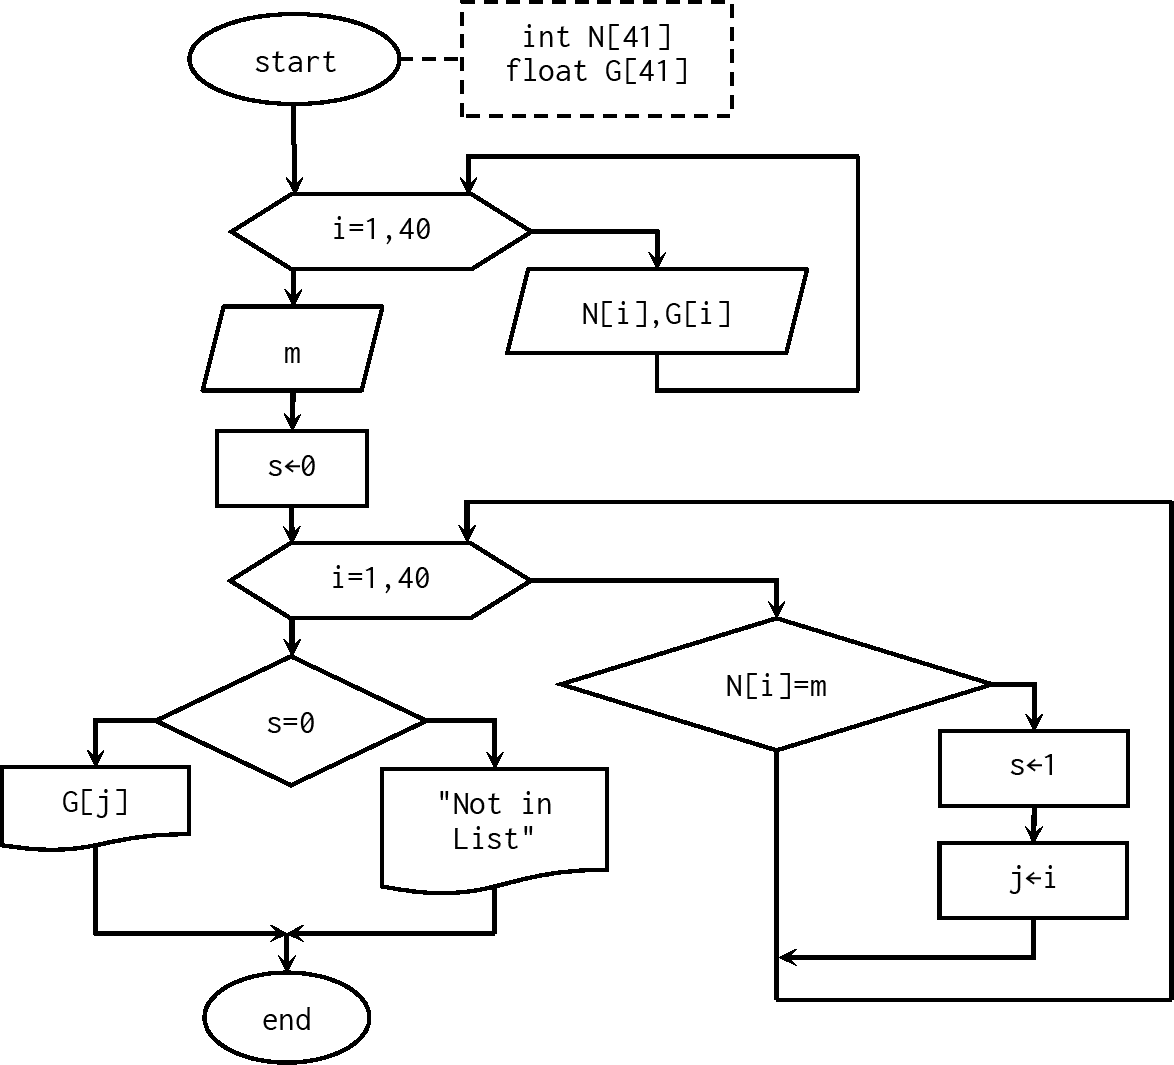 start
int N[41]
float G[41]
i=1,40
N[i],G[i]
m
s←0
i=1,40
N[i]=m
s=0
s←1
G[j]
"Not in
List"
j←i
end